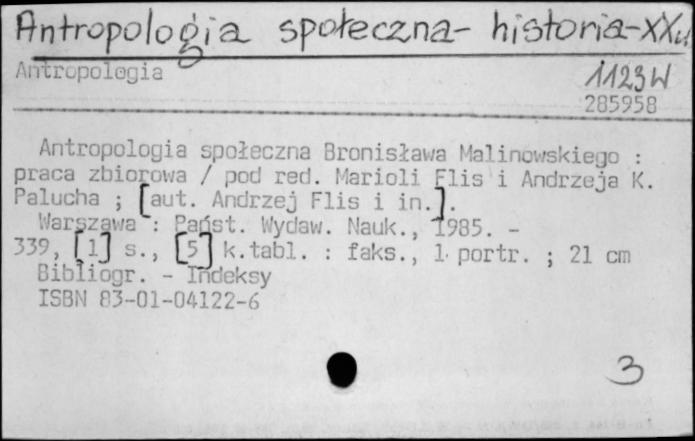 Antropologia społeczna - historia - XX w.
Antropologia
1123W
285958
Antropologia społeczna Bronisława Malinowskiego :
praca zbiorowa / pod red. Marioli Flis i Andrzeja K.
Palucha ; [aut. Andrzej Flis i in.].
Warszawa : Państ. Wydaw. Nauk., 1985. -
339, [1] s., [5] k.tabl. : faks., 1 portr. ; 21 cm
Bibliogr. - Indeksy
ISBN 83-01-04122-6
3